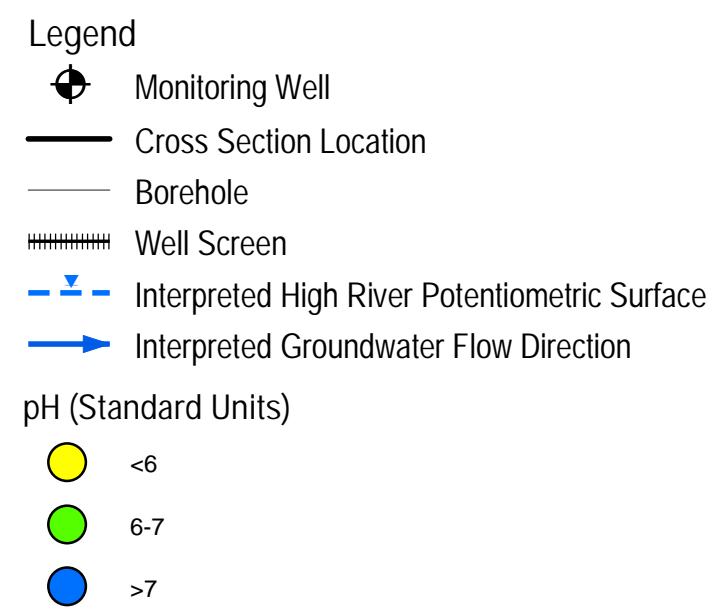 Legend
Monitoring Well
Cross Section Location
Borehole
Well Screen
Interpreted High River Potentiometric Surface
Interpreted Groundwater Flow Direction
pH (Standard Units)
<6
6-7
>7